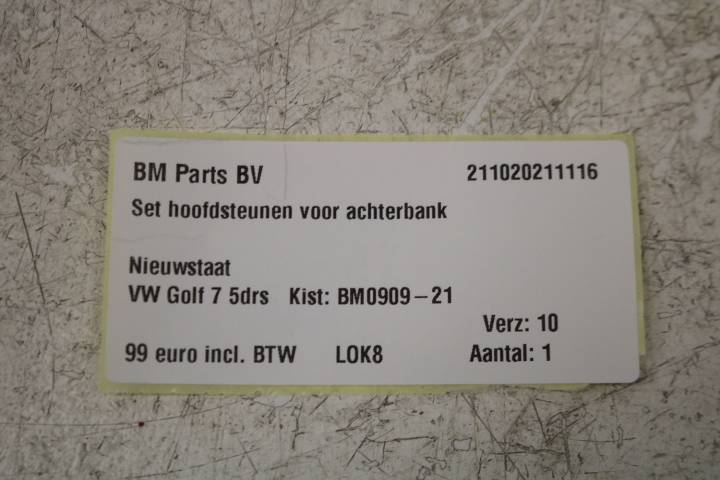 BM Parts BV 211020211116
Set hoofdsteunen voor achterbank
Nieuwstaat
VW Golf 7 5drs Kist: BM0909-21
Verz: 10
99 euro incl. BTW LOK8 Aantal: 1